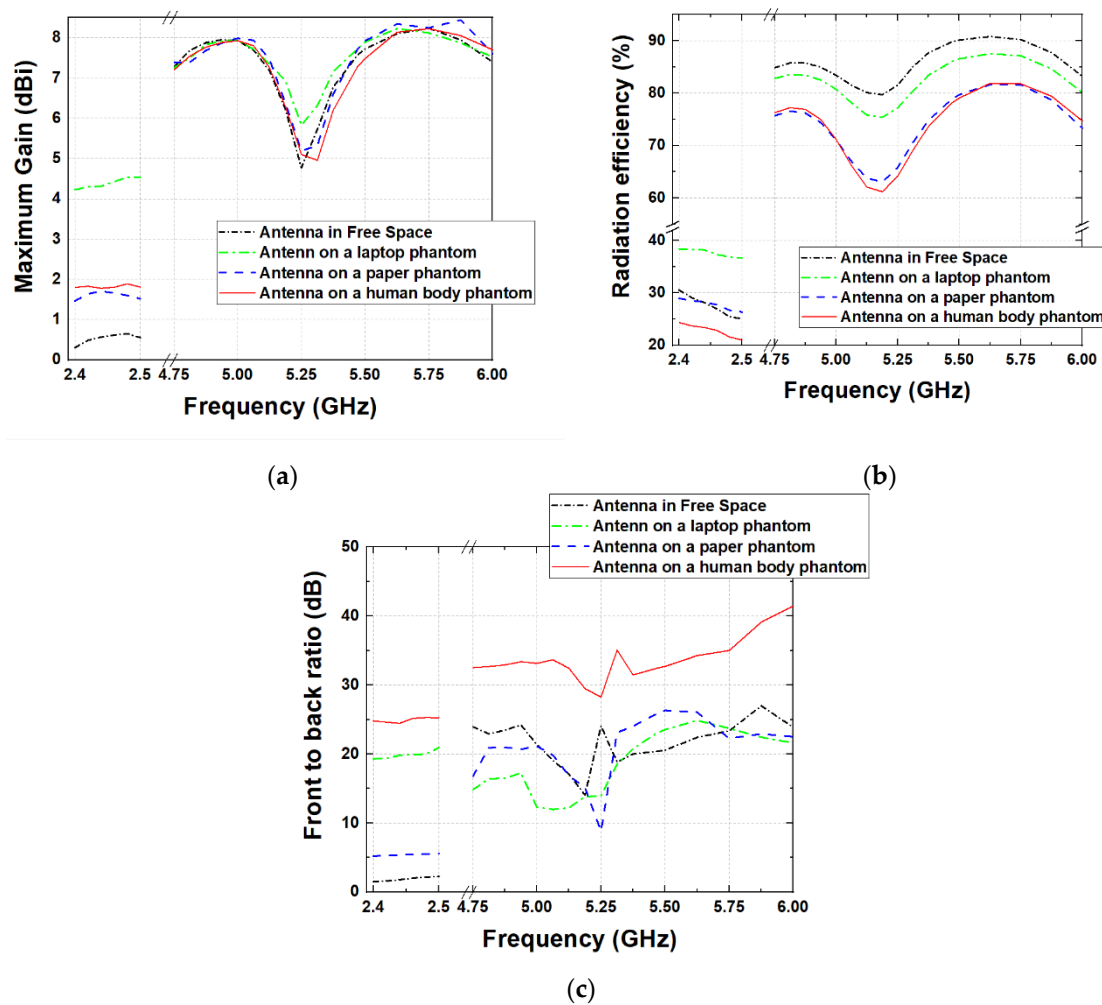 Maximum Gain (dBi)
8
7
6
5
4
3
2
1
0
Antenna in Free Space
Antenn on a laptop phantom
Antenna on a paper phantom
Antenna on a human body phantom
2.4 2.5 4.75 5.00 5.25 5.50 5.75 6.00
Frequency (GHz)
(a)
Radiation efficiency (%)
90
80
70
60
40
30
20
Antenna in Free Space
Antenn on a laptop phantom
Antenna on a paper phantom
Antenna on a human body phantom
2.4 2.5 4.75 5.00 5.25 5.50 5.75 6.00
Frequency (GHz)
(b)
Antenna in Free Space
Antenn on a laptop phantom
Antenna on a paper phantom
Antenna on a human body phantom
Front to back ratio (dB)
50
40
30
20
10
0
2.4 2.5 4.75 5.00 5.25 5.50 5.75 6.00
Frequency (GHz)
(c)